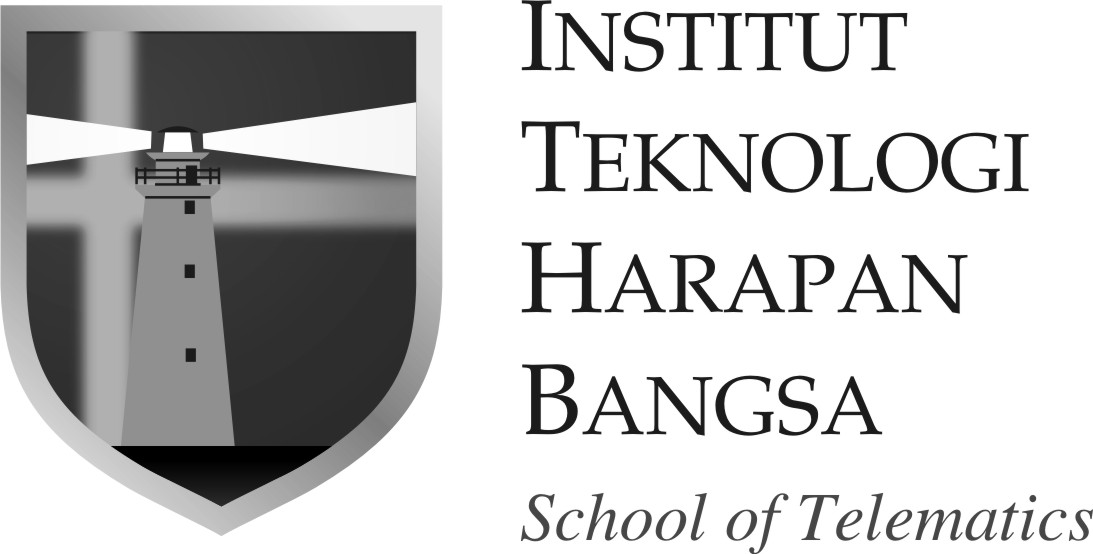 INSTITUT
TEKNOLOGI
HARAPAN
BANGSA
School of Telematics